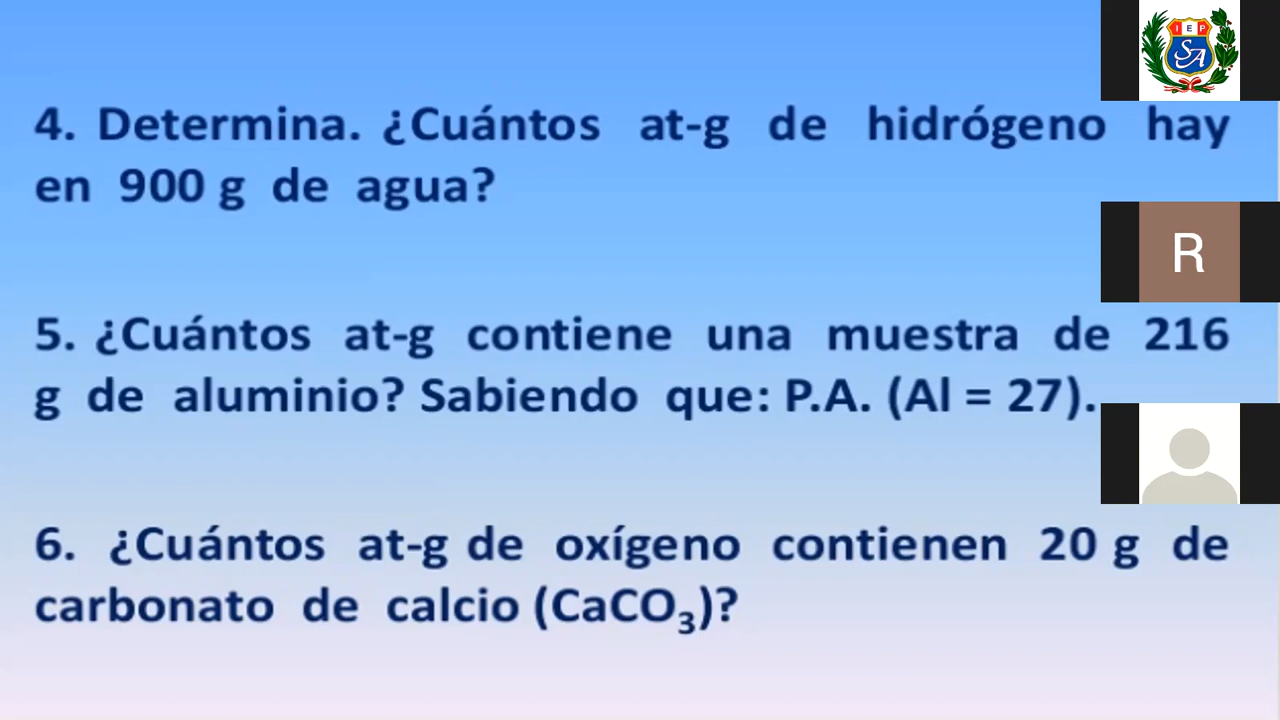 I E P
SA
4. Determina. ¿Cuántos at-g de hidrógeno hay
en 900 g de agua?
R
5. ¿Cuántos at-g contiene una muestra de 216
g de aluminio? Sabiendo que: P.A. (Al = 27).
6. ¿Cuántos at-g de oxígeno contienen 20 g de
carbonato de calcio (CaCO₃)?